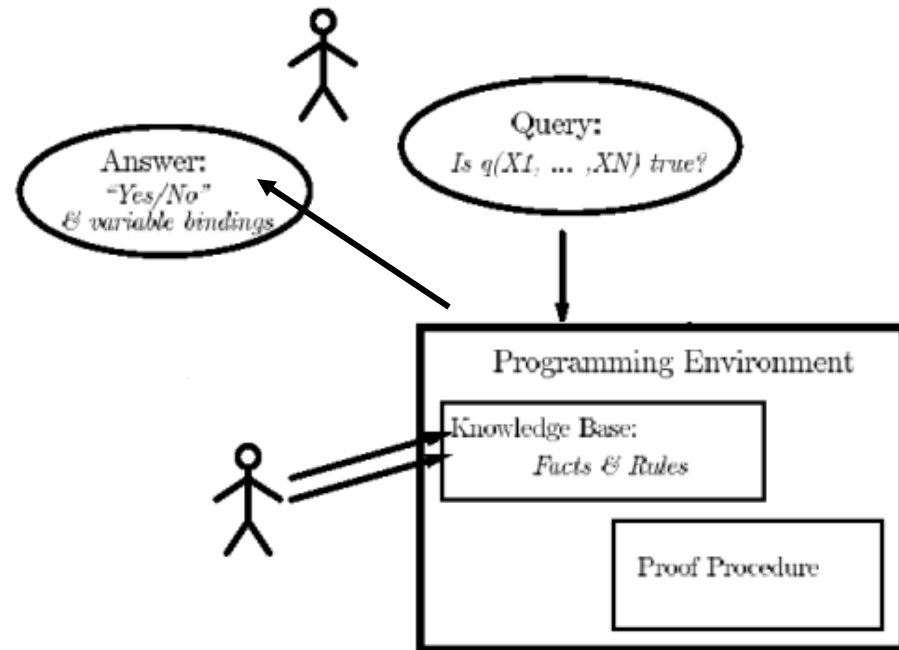 Query:
Is q(X1, ... ,XN) true?
Answer:
"Yes/No"
& variable bindings
Programming Environment
Knowledge Base:
Facts & Rules
Proof Procedure